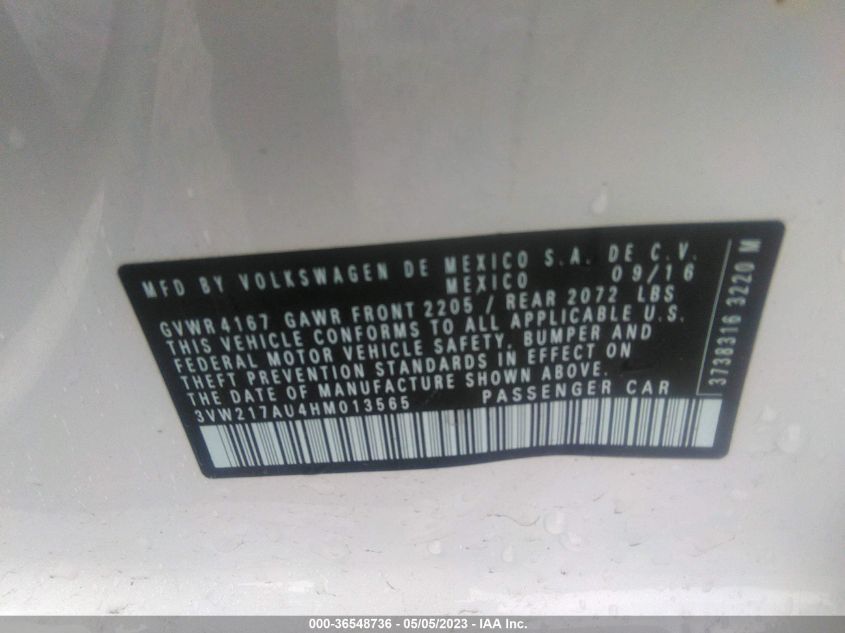 MFD BY VOLKSWAGEN DE MEXICO S.A. DE C.V.
MEXICO 09/16
GVWR 4167 GAWR FRONT 2205 / REAR 2072 LBS
THIS VEHICLE CONFORMS TO ALL APPLICABLE U.S.
FEDERAL MOTOR VEHICLE SAFETY, BUMPER AND
THEFT PREVENTION STANDARDS IN EFFECT ON
THE DATE OF MANUFACTURE SHOWN ABOVE.
3VW217AU4HM013565 PASSENGER CAR
3738316 3220 M
000-36548736 - 05/05/2023 - IAA Inc.